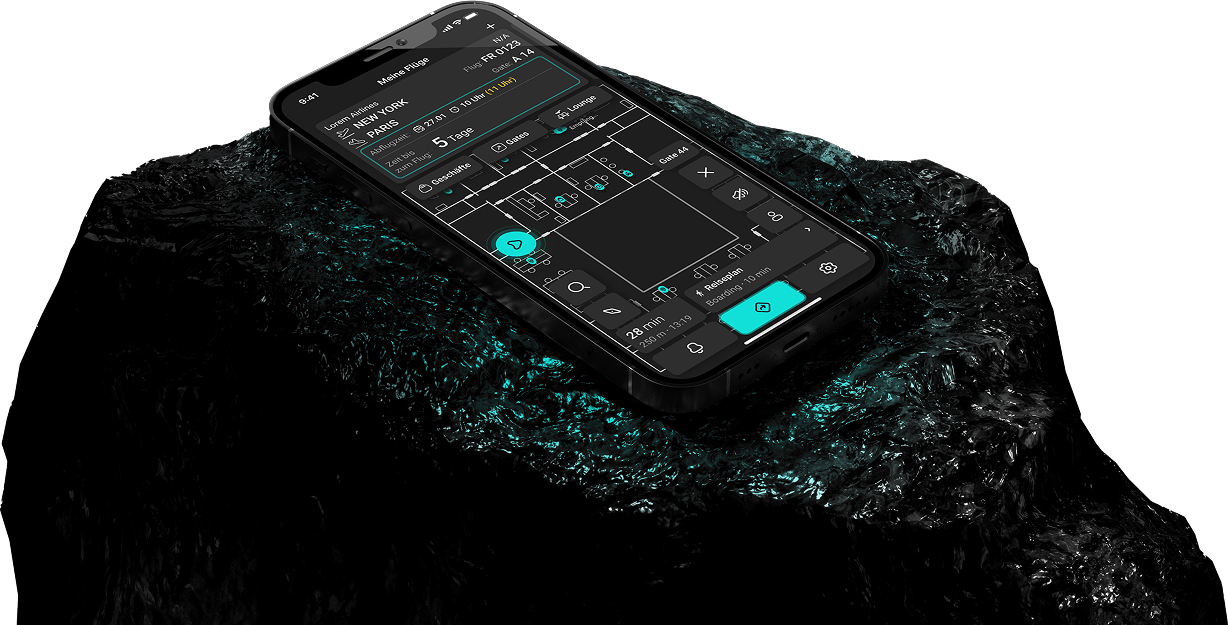 9:41
Meine Flüge
+
Lorem Airlines
N/A
NEW YORK
Flug: FR 0123
PARIS
Gate: A 14
Abflugzeit: 27.01 10 Uhr (11 Uhr)
Zeit bis zum Flug: 5 Tage
Geschäfte
Gates
Lounge
Gate 44
28 min
250 m · 13:19
Reiseplan
Boarding · 10 min